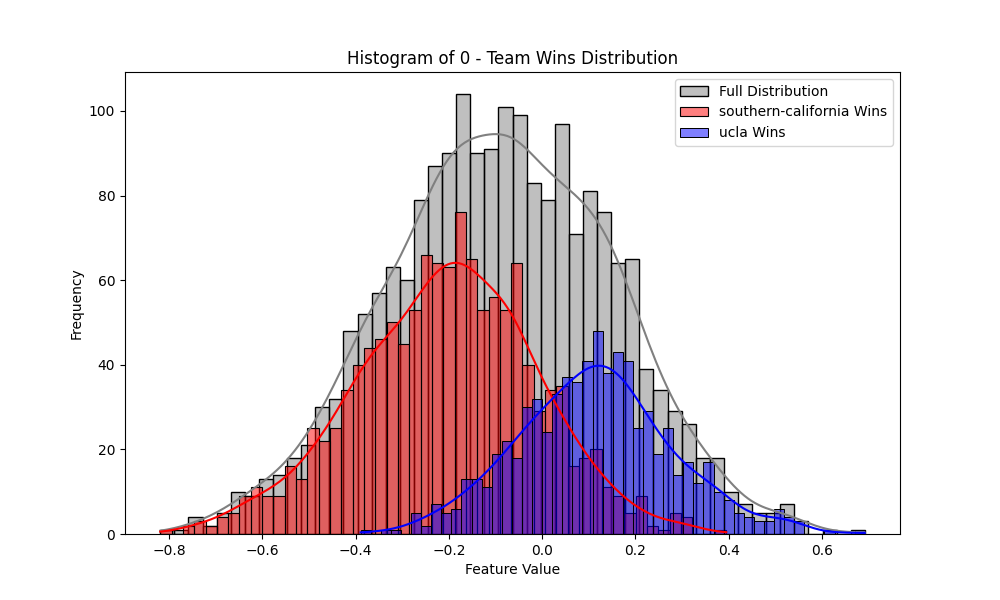 Histogram of 0 - Team Wins Distribution
Full Distribution
southern-california Wins
ucla Wins
Frequency
100
80
60
40
20
0
−0.8 −0.6 −0.4 −0.2 0.0 0.2 0.4 0.6
Feature Value